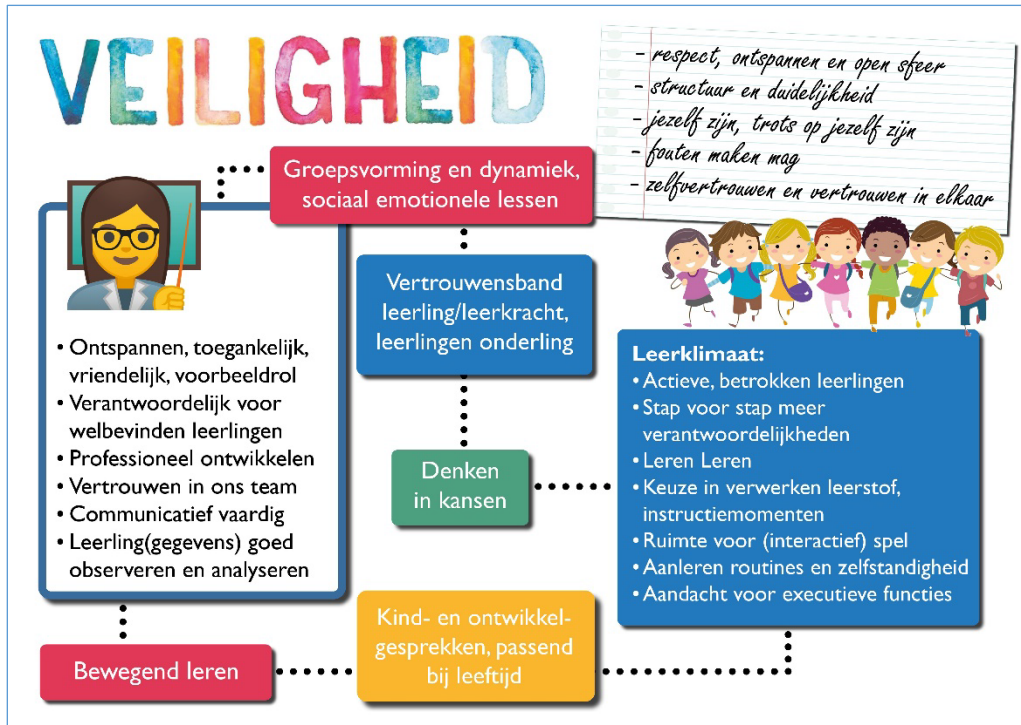 VEILIGHEID
- respect, ontspannen en open sfeer
- structuur en duidelijkheid
- jezelf zijn, trots op jezelf zijn
- fouten maken mag
- zelfvertrouwen en vertrouwen in elkaar
Groepsvorming en dynamiek,
sociaal emotionele lessen
Vertrouwensband
leerling/leerkracht,
leerlingen onderling
• Ontspannen, toegankelijk,
vriendelijk, voorbeeldrol
• Verantwoordelijk voor
welbevinden leerlingen
• Professioneel ontwikkelen
• Vertrouwen in ons team
• Communicatief vaardig
• Leerling(gegevens) goed
observeren en analyseren
Denken
in kansen
Leerklimaat:
• Actieve, betrokken leerlingen
• Stap voor stap meer
verantwoordelijkheden
• Leren Leren
• Keuze in verwerken leerstof,
instructiemomenten
• Ruimte voor (interactief) spel
• Aanleren routines en zelfstandigheid
• Aandacht voor executieve functies
Bewegend leren
Kind- en ontwikkel-
gesprekken, passend
bij leeftijd